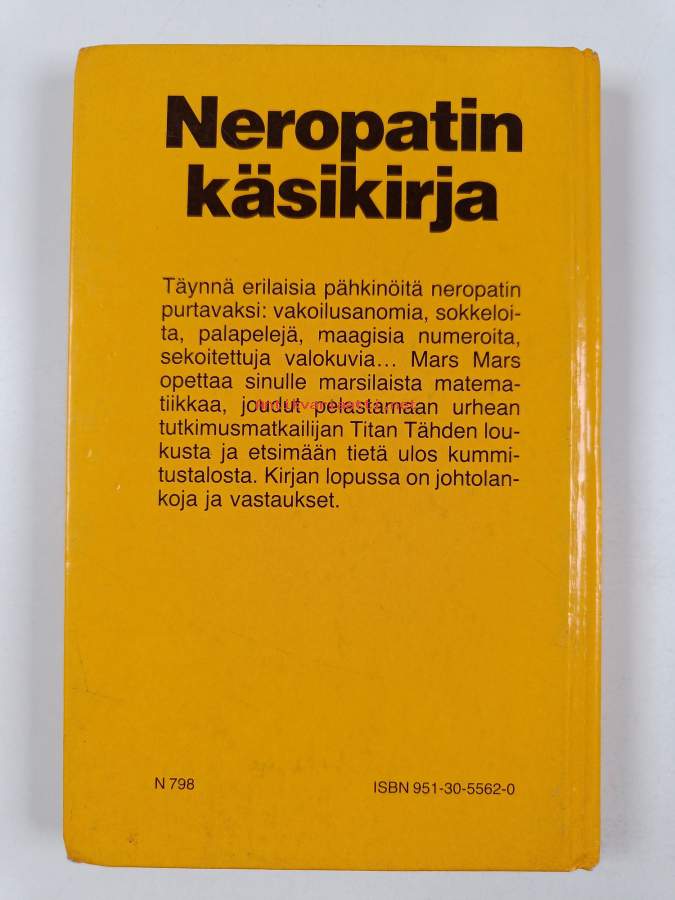 Neropatin
käsikirja
Täynnä erilaisia pähkinöitä neropatin
purtavaksi: vakoilusanomia, sokkeloi-
ta, palapelejä, maagisia numeroita,
sekoitettuja valokuvia... Mars Mars
opettaa sinulle marsilaista matema-
tiikkaa, joudut pelastamaan urhean
antikvariaatti.net
tutkimusmatkailijan Titan Tähden lou-
kusta ja etsimään tietä ulos kummi-
tustalosta. Kirjan lopussa on johtolan-
koja ja vastaukset.
N 798
ISBN 951-30-5562-0